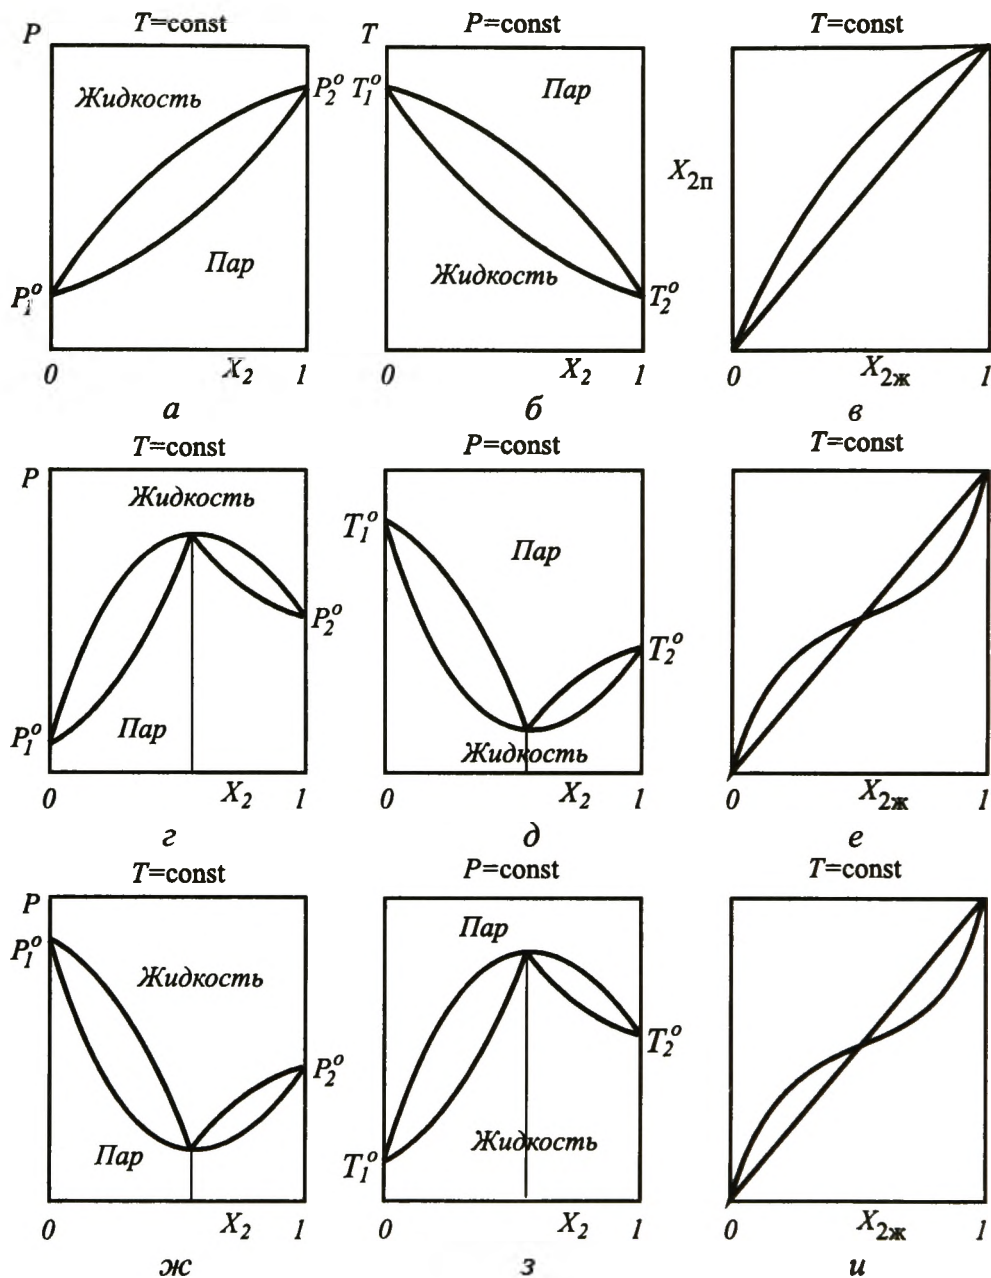 T=const P=const T=const
P T
Жидкость P₂ᵒ T₁ᵒ Пар
X₂п
Пар Жидкость
P₁ᵒ T₂ᵒ
0 X₂ 1 0 X₂ 1 0 X₂ж 1
а б в
T=const P=const T=const
P
Жидкость T₁ᵒ Пар
P₂ᵒ T₂ᵒ
P₁ᵒ Пар Жидкость
0 X₂ 1 0 X₂ 1 0 X₂ж 1
г д е
T=const P=const T=const
P
P₁ᵒ Жидкость Пар
P₂ᵒ T₂ᵒ
Пар T₁ᵒ Жидкость
0 X₂ 1 0 X₂ 1 0 X₂ж 1
ж з и